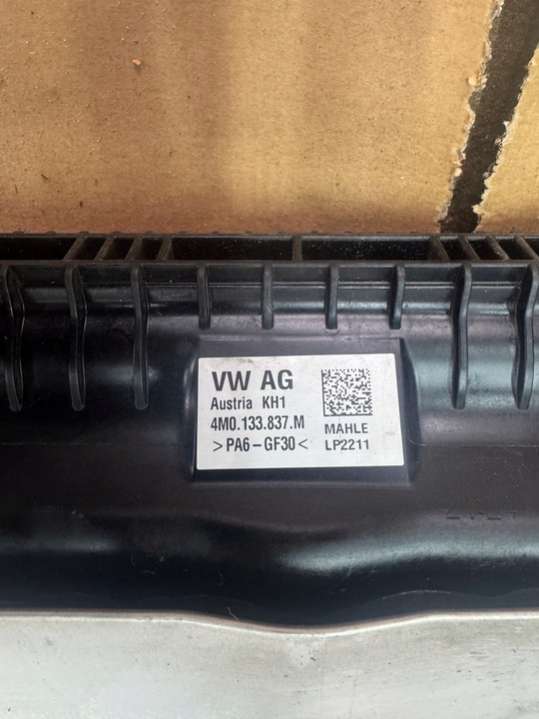 VW AG
Austria KH1
4M0.133.837.M
>PA6-GF30<
MAHLE
LP2211